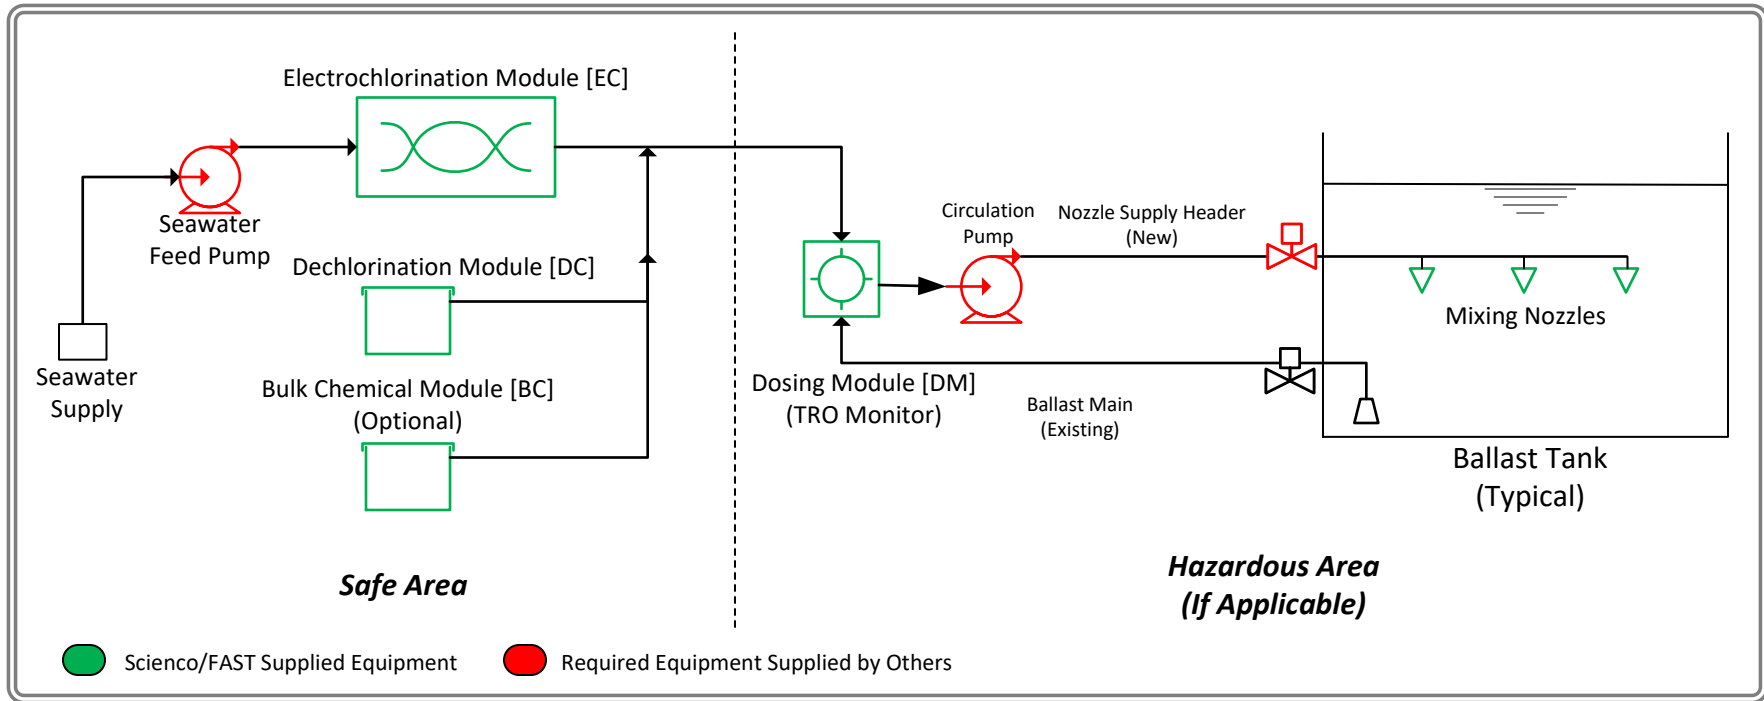 Electrochlorination Module [EC]
Seawater
Feed Pump
Dechlorination Module [DC]
Seawater
Supply
Bulk Chemical Module [BC]
(Optional)
Safe Area
Circulation
Pump
Nozzle Supply Header
(New)
Mixing Nozzles
Dosing Module [DM]
(TRO Monitor)
Ballast Main
(Existing)
Ballast Tank
(Typical)
Hazardous Area
(If Applicable)
Scienco/FAST Supplied Equipment
Required Equipment Supplied by Others